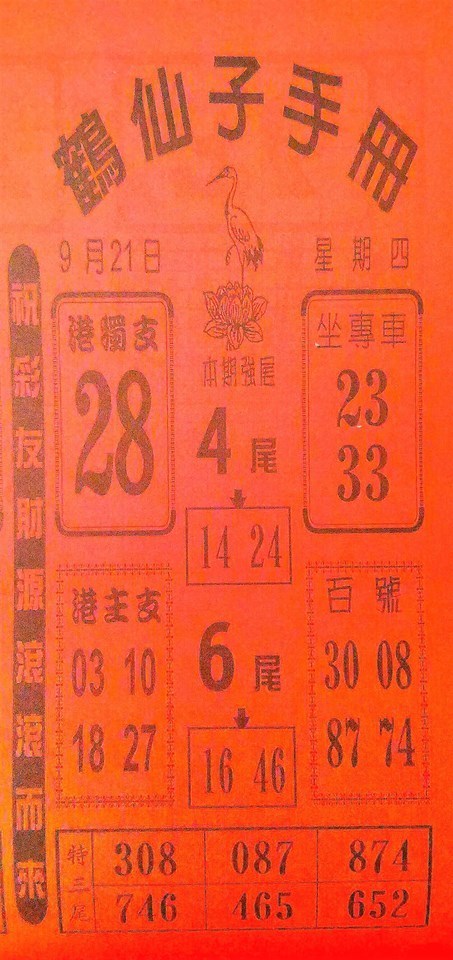 鶴仙子手冊
9月21日
星期四
祝彩友財源滾滾而來
港獨支
28
本期強尾
4尾
14 24
坐專車
23
33
港主支
03 10
18 27
6尾
16 46
百號
30 08
87 74
特三尾
308 087 874
746 465 652